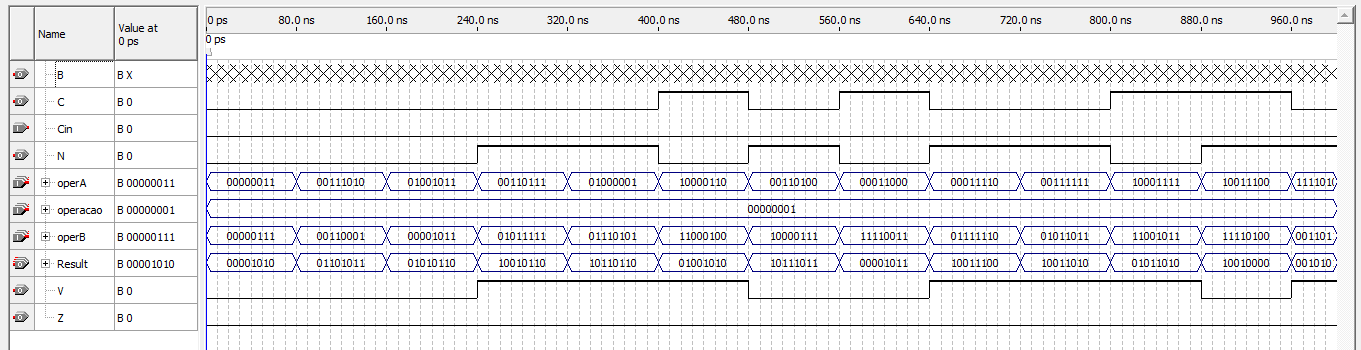 Name Value at 0 ps 0 ps 80.0 ns 160.0 ns 240.0 ns 320.0 ns 400.0 ns 480.0 ns 560.0 ns 640.0 ns 720.0 ns 800.0 ns 880.0 ns 960.0 ns
0 ps
B B X
C B 0
Cin B 0
N B 0
operA B 00000011 00000011 00111010 01001011 00110111 01000001 10000110 00110100 00011000 00011110 00111111 10001111 10011100 1111010
operacao B 00000001 00000001
operB B 00000111 00000111 00110001 00001011 01011111 01110101 11000100 10000111 11110011 01111110 01011011 11001011 11110100 001101
Result B 00001010 00001010 01101011 01010110 10010110 10110110 01001010 10111011 00001011 10011100 10011010 01011010 10010000 001010
V B 0
Z B 0